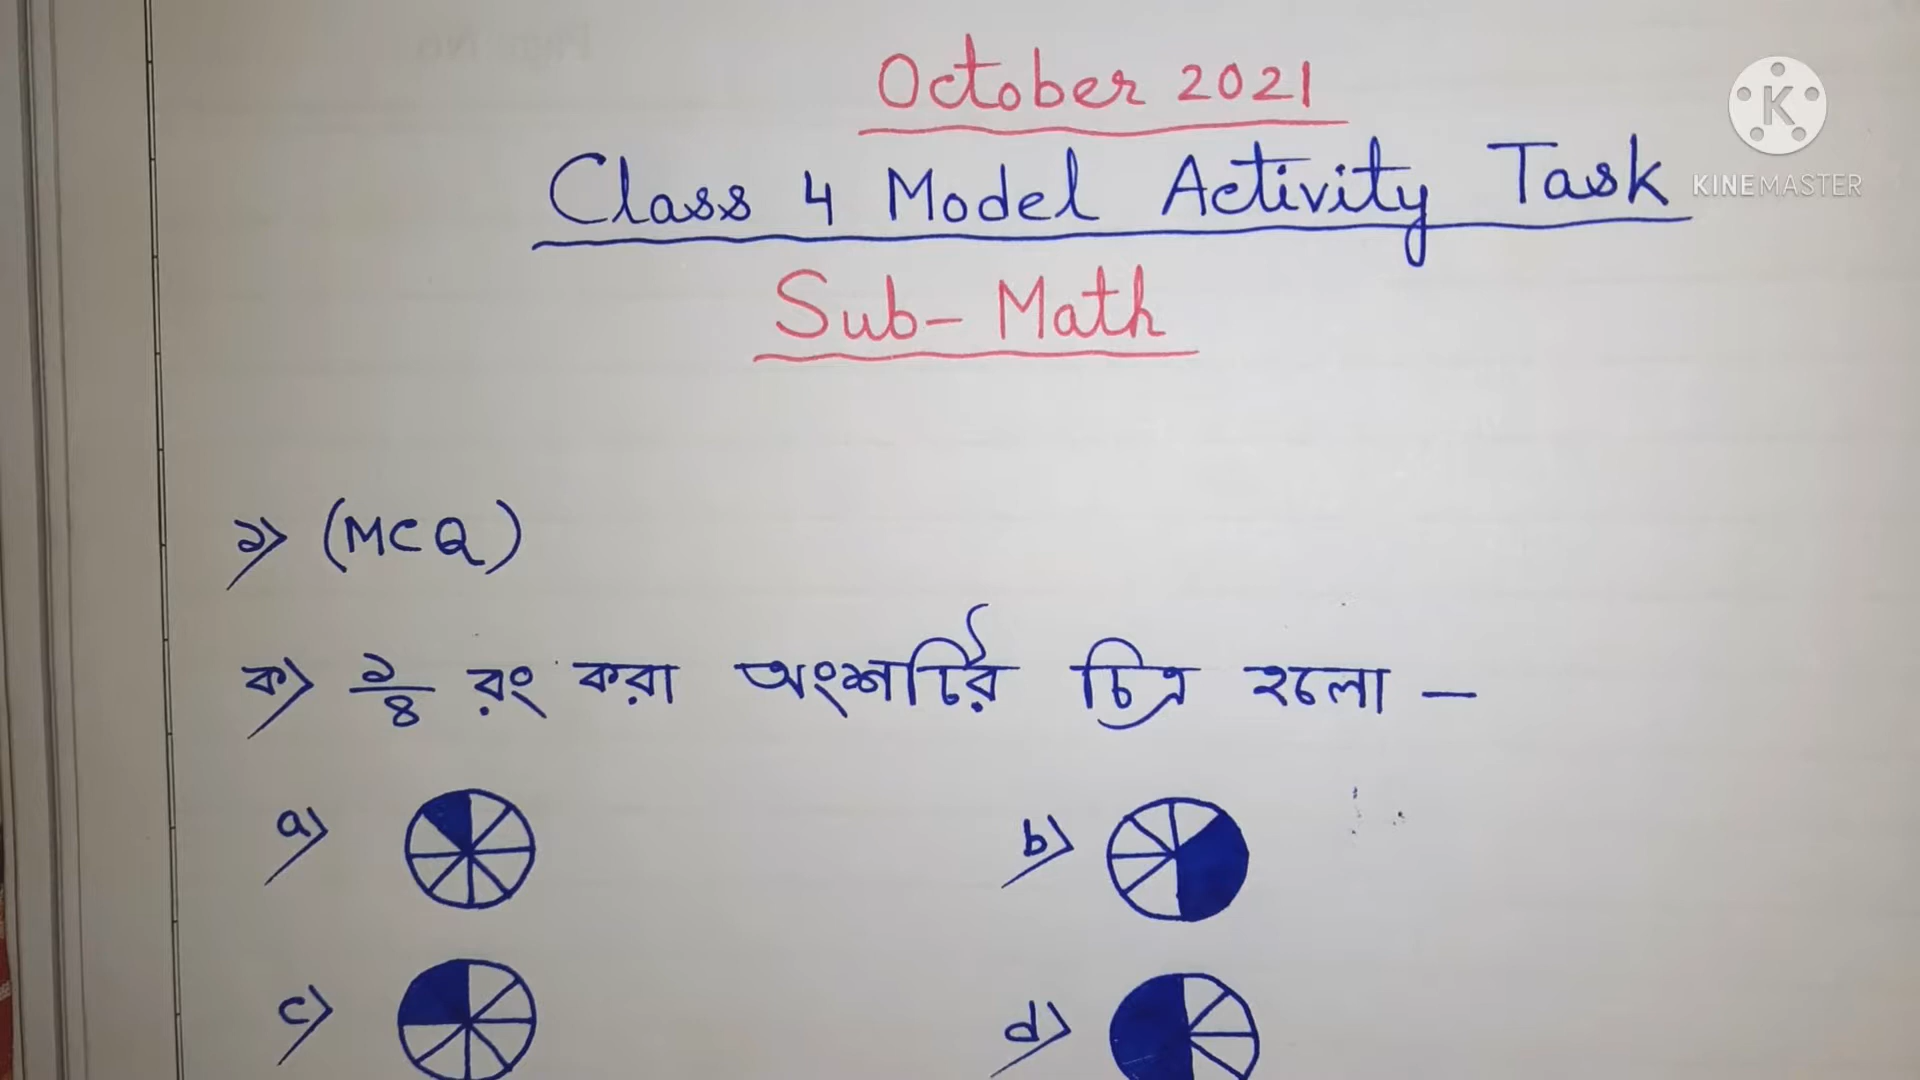 October 2021
KINEMASTER
Class 4 Model Activity Task
Sub- Math
১> (MCQ)
ক> ১/৪ রং করা অংশটির চিত্র হলো —
a>
b>
c>
d>